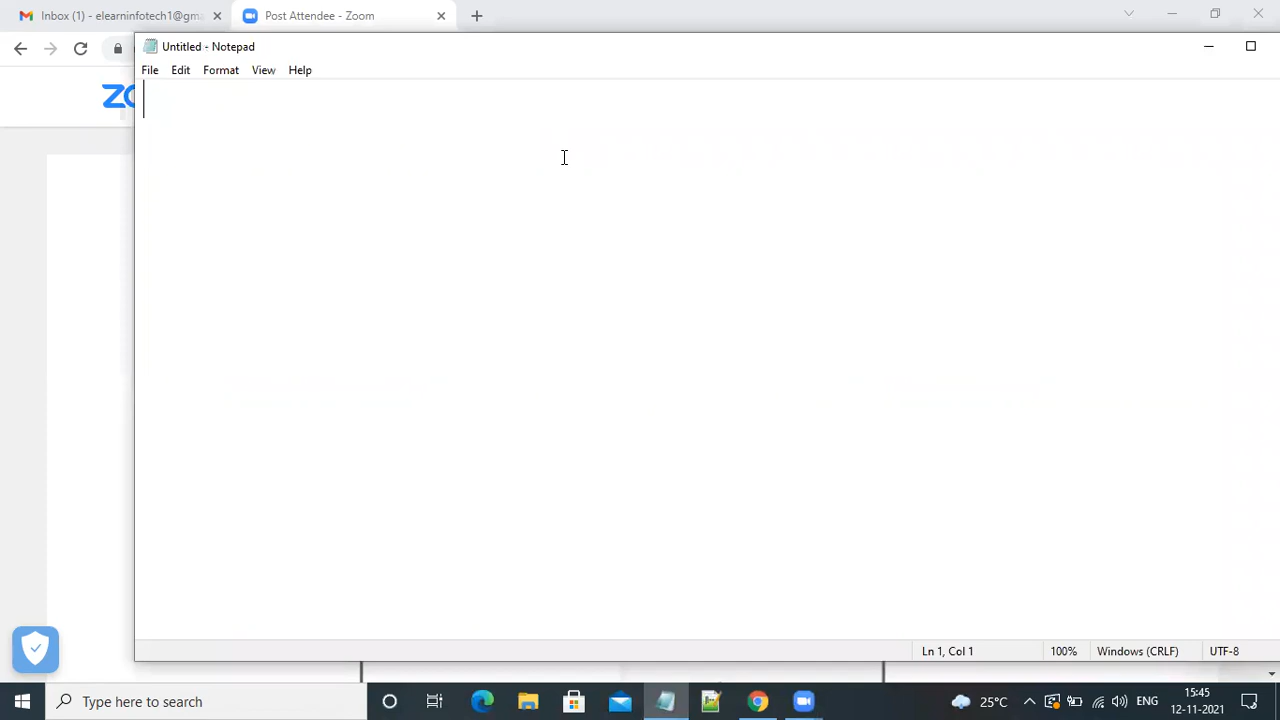 Inbox (1) - elearninfotech1@gma
Post Attendee - Zoom
Untitled - Notepad
File Edit Format View Help
Ln 1, Col 1
100%
Windows (CRLF)
UTF-8
Type here to search
25°C
ENG
15:45
12-11-2021